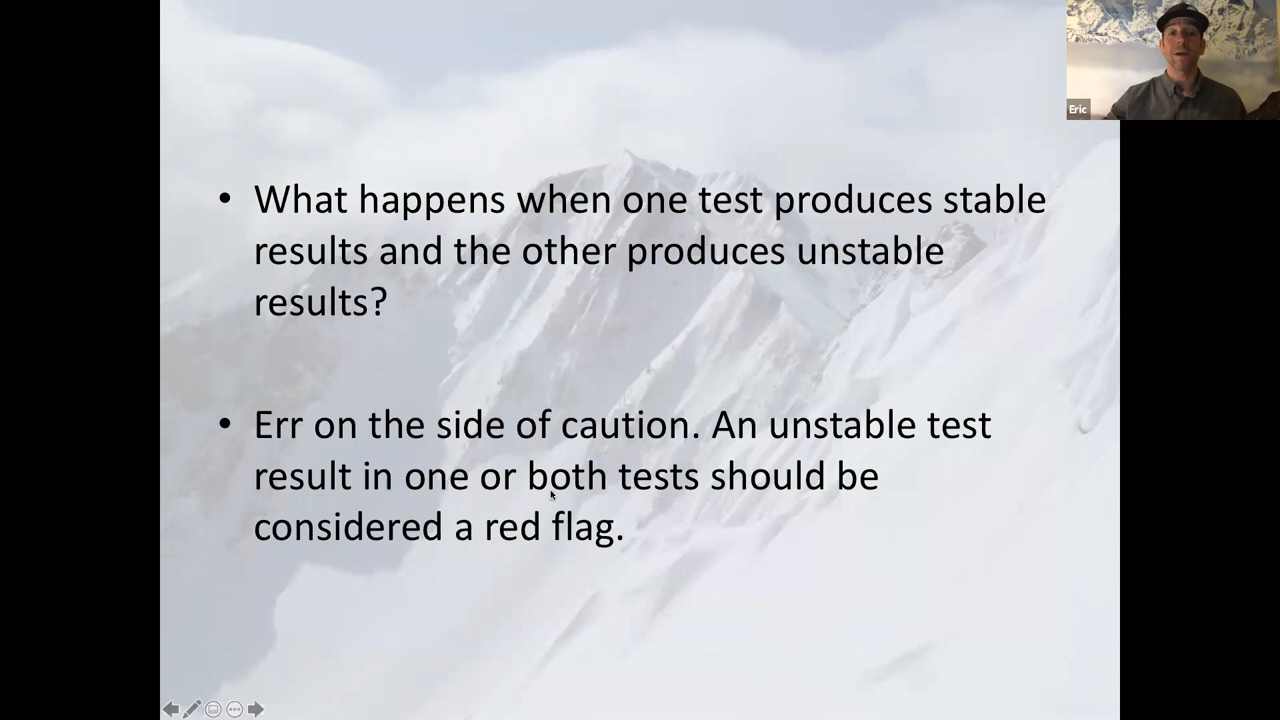 Eric
• What happens when one test produces stable
results and the other produces unstable
results?
• Err on the side of caution. An unstable test
result in one or both tests should be
considered a red flag.